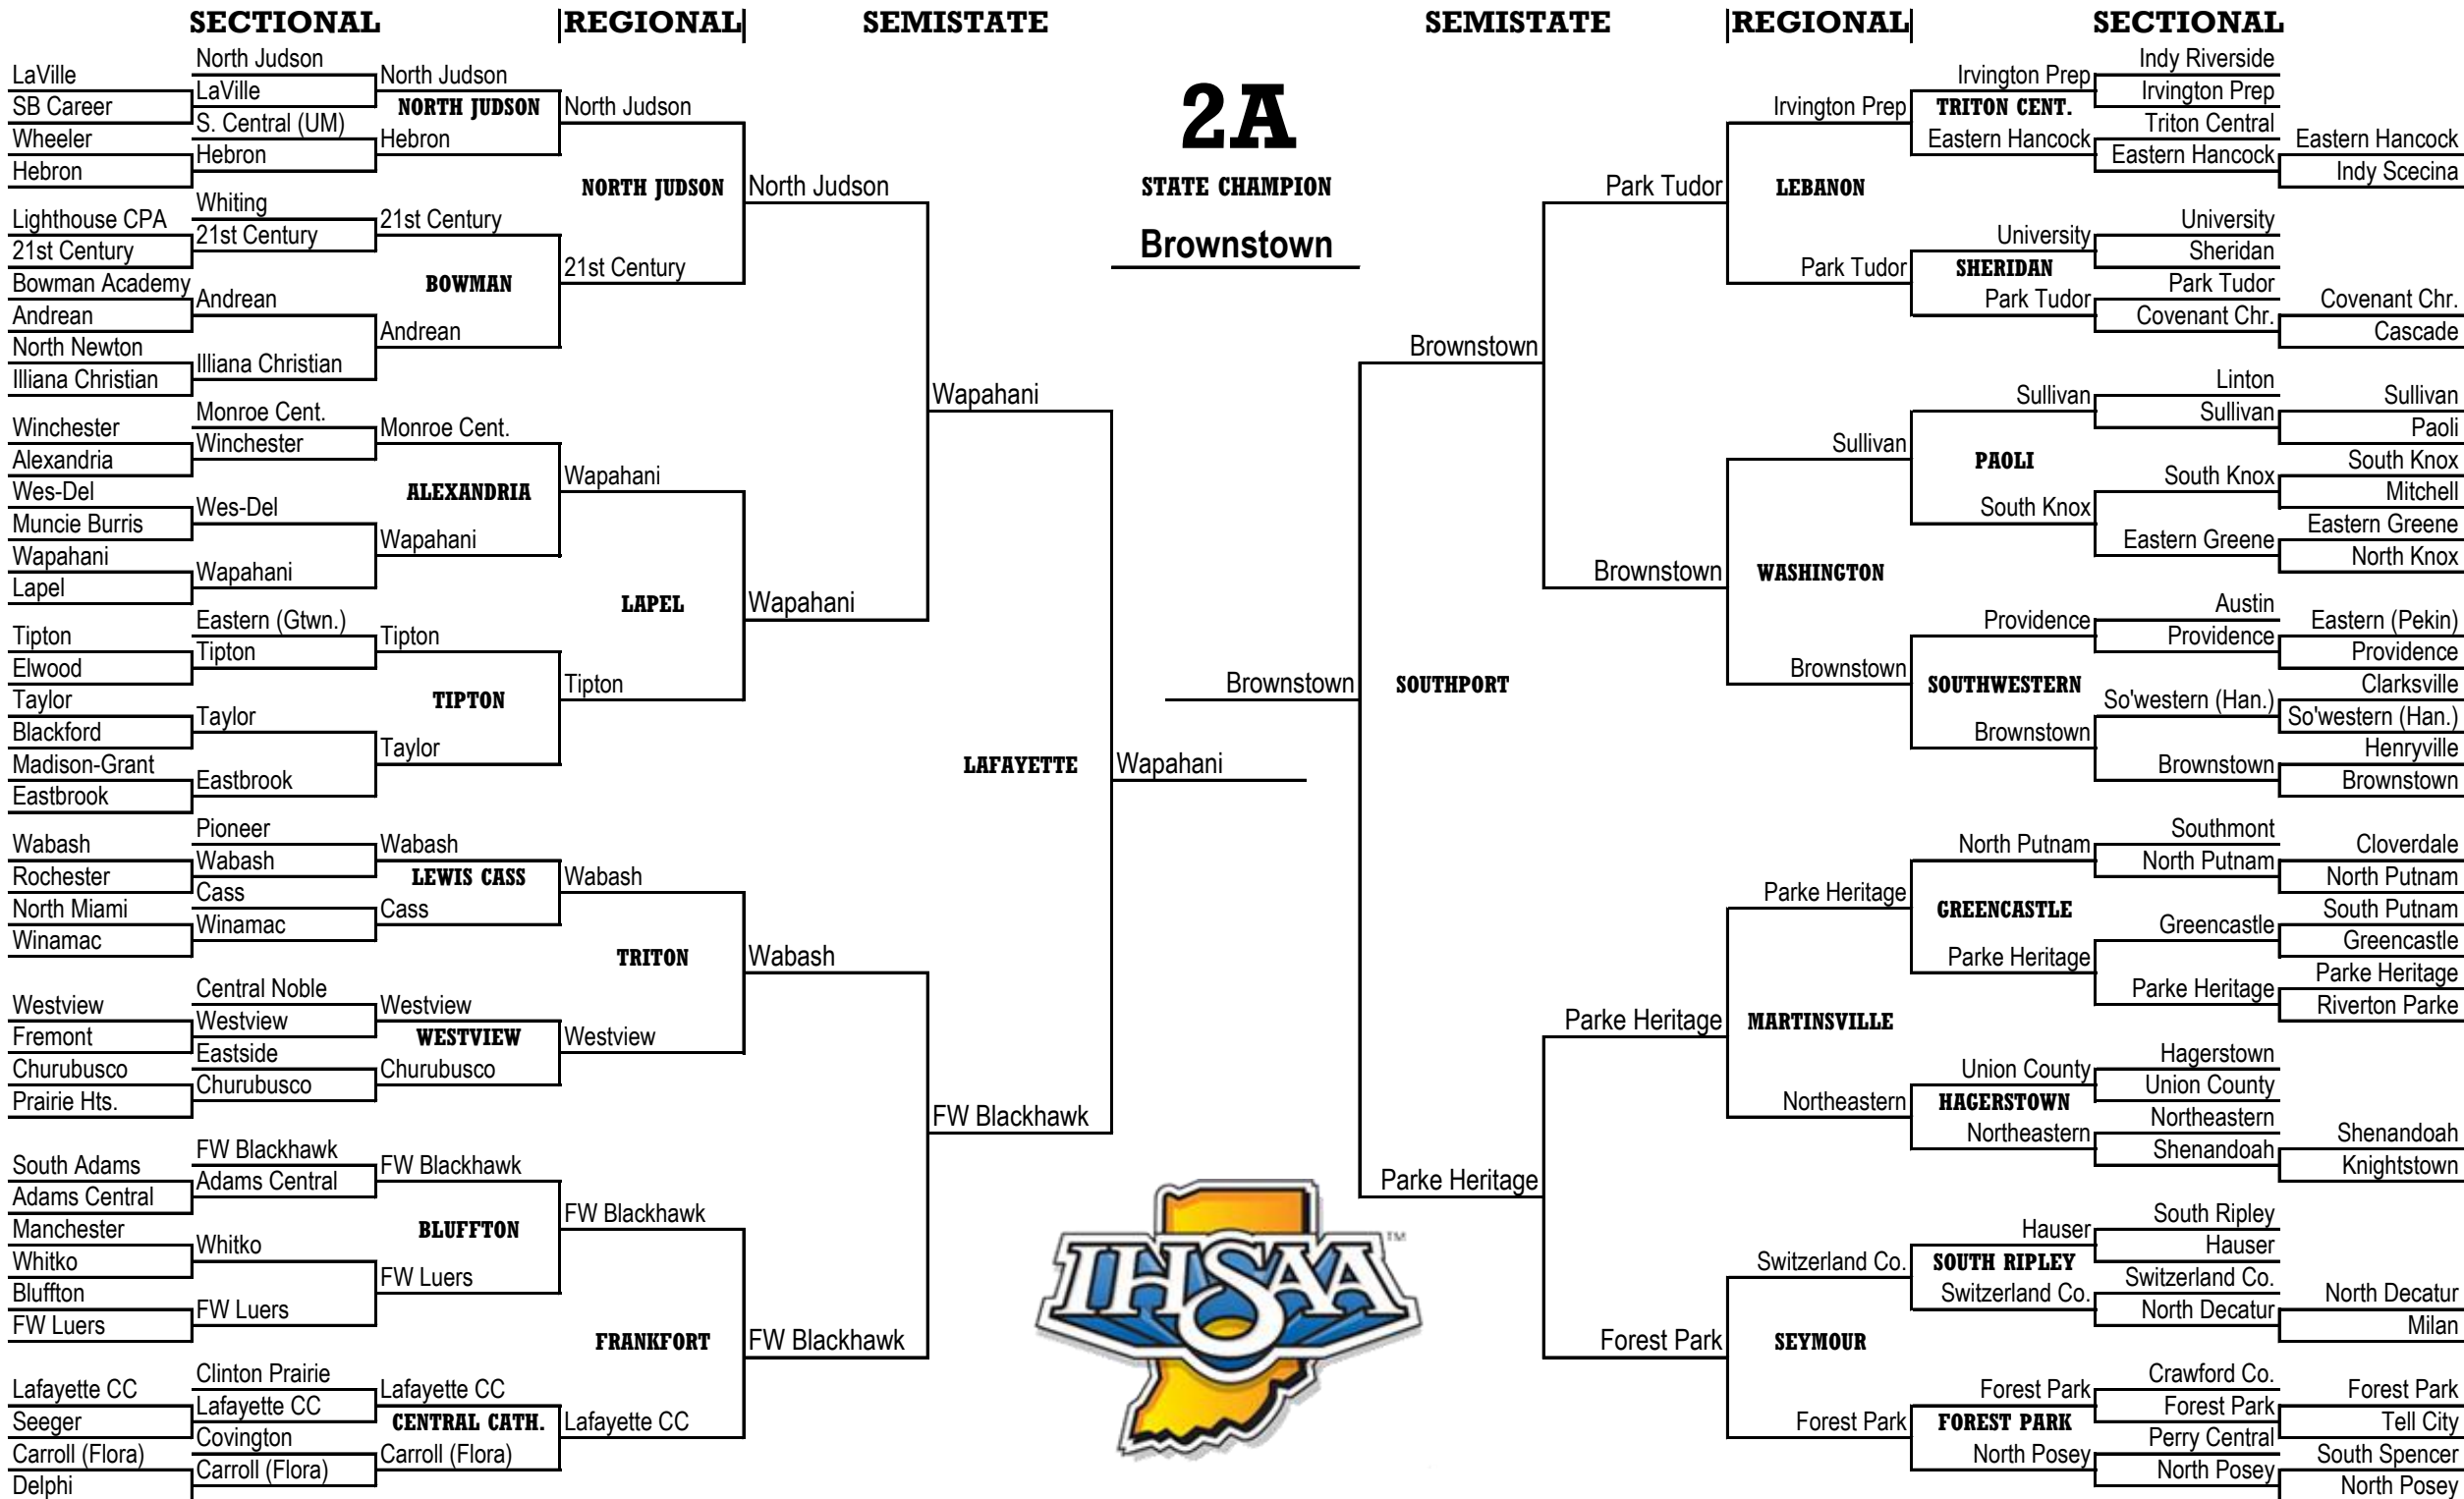 SECTIONAL
REGIONAL
SEMISTATE
SEMISTATE
REGIONAL
SECTIONAL
2A
STATE CHAMPION
Brownstown
LaVille
SB Career
Wheeler
Hebron
Lighthouse CPA
21st Century
Bowman Academy
Andrean
North Newton
Illiana Christian
Winchester
Alexandria
Wes-Del
Muncie Burris
Wapahani
Lapel
Tipton
Elwood
Taylor
Blackford
Madison-Grant
Eastbrook
Wabash
Rochester
North Miami
Winamac
Westview
Fremont
Churubusco
Prairie Hts.
South Adams
Adams Central
Manchester
Whitko
Bluffton
FW Luers
Lafayette CC
Seeger
Carroll (Flora)
Delphi
North Judson
LaVille
S. Central (UM)
Hebron
Whiting
21st Century
Andrean
Illiana Christian
Monroe Cent.
Winchester
Wes-Del
Wapahani
Eastern (Gtwn.)
Tipton
Taylor
Eastbrook
Pioneer
Wabash
Cass
Winamac
Central Noble
Westview
Eastside
Churubusco
FW Blackhawk
Adams Central
Whitko
FW Luers
Clinton Prairie
Lafayette CC
Covington
Carroll (Flora)
North Judson
NORTH JUDSON
Hebron
21st Century
BOWMAN
Andrean
Monroe Cent.
ALEXANDRIA
Wapahani
Tipton
TIPTON
Taylor
Wabash
LEWIS CASS
Cass
Westview
WESTVIEW
Churubusco
FW Blackhawk
BLUFFTON
FW Luers
Lafayette CC
CENTRAL CATH.
Carroll (Flora)
North Judson
NORTH JUDSON
21st Century
Wapahani
LAPEL
Tipton
Wabash
TRITON
Westview
FW Blackhawk
FRANKFORT
Lafayette CC
North Judson
Wapahani
Wabash
FW Blackhawk
Wapahani
LAFAYETTE
FW Blackhawk
Wapahani
Brownstown
IHSAA
TM
Brownstown
SOUTHPORT
Parke Heritage
Park Tudor
Brownstown
Parke Heritage
Forest Park
Irvington Prep
LEBANON
Park Tudor
Sullivan
WASHINGTON
Brownstown
Parke Heritage
MARTINSVILLE
Northeastern
Switzerland Co.
SEYMOUR
Forest Park
Irvington Prep
TRITON CENT.
Eastern Hancock
University
SHERIDAN
Park Tudor
Sullivan
PAOLI
South Knox
Providence
SOUTHWESTERN
Brownstown
North Putnam
GREENCASTLE
Parke Heritage
Union County
HAGERSTOWN
Northeastern
Hauser
SOUTH RIPLEY
Switzerland Co.
Forest Park
FOREST PARK
North Posey
Indy Riverside
Irvington Prep
Triton Central
Eastern Hancock
University
Sheridan
Park Tudor
Covenant Chr.
Linton
Sullivan
South Knox
Eastern Greene
Austin
Providence
So'western (Han.)
Brownstown
Southmont
North Putnam
Greencastle
Parke Heritage
Hagerstown
Union County
Northeastern
Shenandoah
South Ripley
Hauser
Switzerland Co.
North Decatur
Crawford Co.
Forest Park
Perry Central
North Posey
Eastern Hancock
Indy Scecina
Covenant Chr.
Cascade
Sullivan
Paoli
South Knox
Mitchell
Eastern Greene
North Knox
Eastern (Pekin)
Providence
Clarksville
So'western (Han.)
Henryville
Brownstown
Cloverdale
North Putnam
South Putnam
Greencastle
Parke Heritage
Riverton Parke
Shenandoah
Knightstown
North Decatur
Milan
Forest Park
Tell City
South Spencer
North Posey